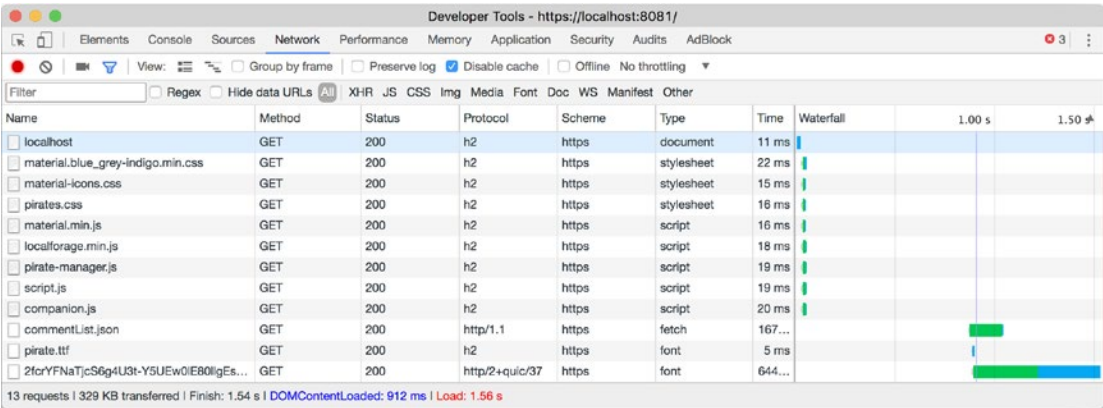 Developer Tools - https://localhost:8081/
Elements Console Sources Network Performance Memory Application Security Audits AdBlock 3
View: Group by frame Preserve log Disable cache Offline No throttling
Filter Regex Hide data URLs All XHR JS CSS Img Media Font Doc WS Manifest Other
Name Method Status Protocol Scheme Type Time Waterfall 1.00 s 1.50 s
localhost GET 200 h2 https document 11 ms
material.blue_grey-indigo.min.css GET 200 h2 https stylesheet 22 ms
material-icons.css GET 200 h2 https stylesheet 15 ms
pirates.css GET 200 h2 https stylesheet 16 ms
material.min.js GET 200 h2 https script 16 ms
localforage.min.js GET 200 h2 https script 18 ms
pirate-manager.js GET 200 h2 https script 19 ms
script.js GET 200 h2 https script 19 ms
companion.js GET 200 h2 https script 20 ms
commentList.json GET 200 http/1.1 https fetch 167...
pirate.ttf GET 200 h2 https font 5 ms
2fcrYFNaTjcS6g4U3t-Y5UEw0lE80llgEs... GET 200 http/2+quic/37 https font 644...
13 requests | 329 KB transferred | Finish: 1.54 s | DOMContentLoaded: 912 ms | Load: 1.56 s